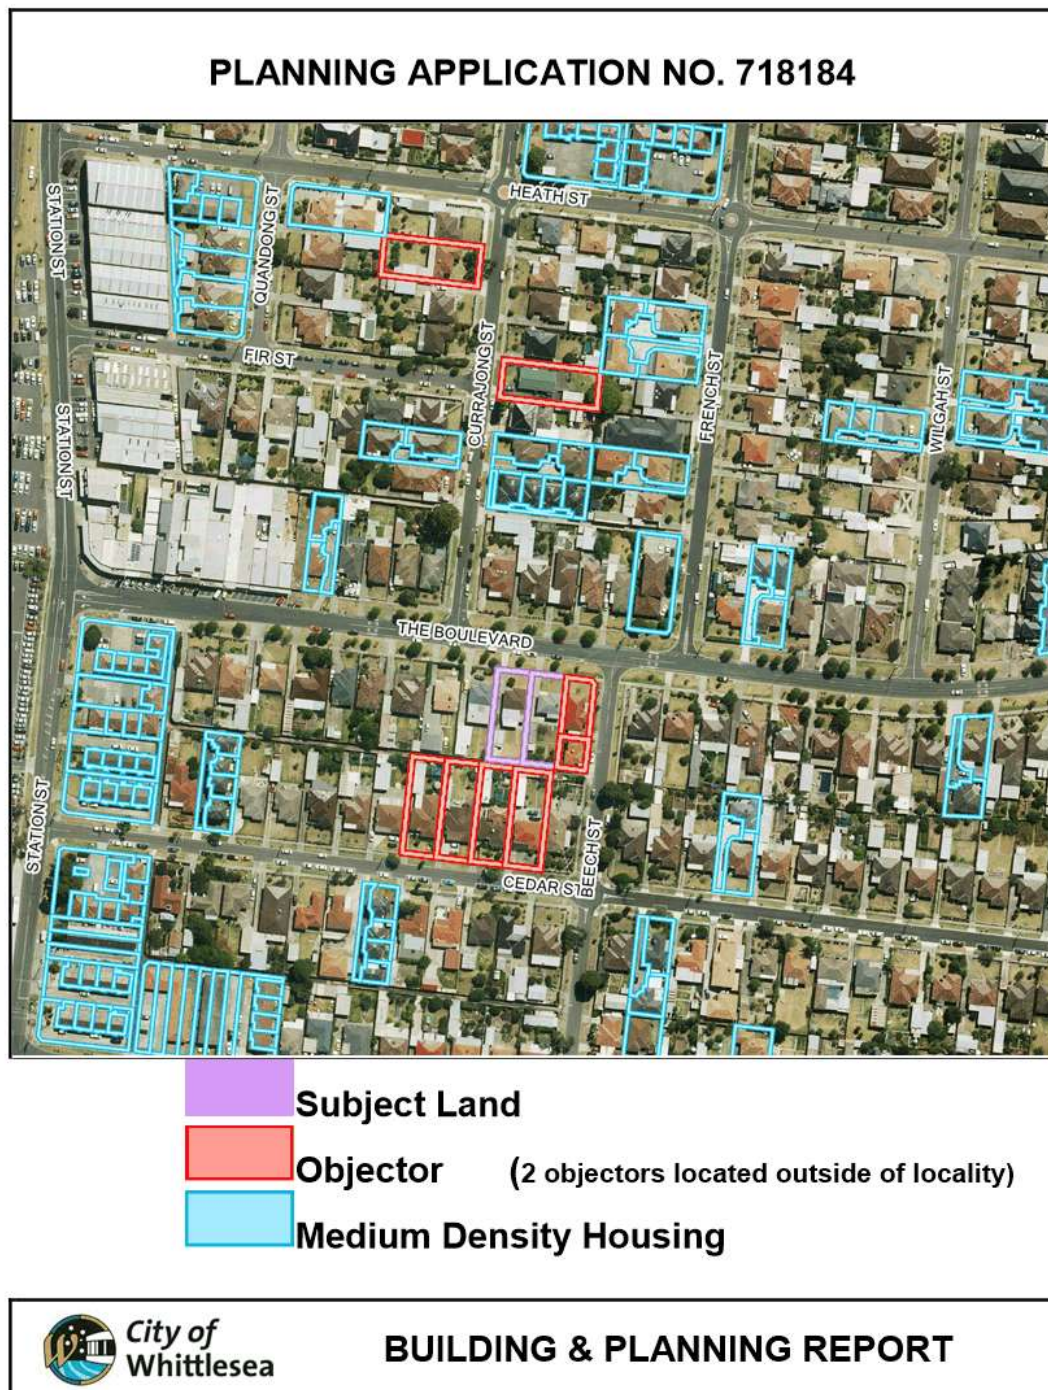 PLANNING APPLICATION NO. 718184
HEATH ST
STATION ST
QUANDONG ST
FIR ST
CURRAJONG ST
FRENCH ST
WILGAH ST
STATION ST
THE BOULEVARD
STATION ST
CEDAR ST
BEECH ST
Subject Land
Objector (2 objectors located outside of locality)
Medium Density Housing
City of
Whittlesea
BUILDING & PLANNING REPORT